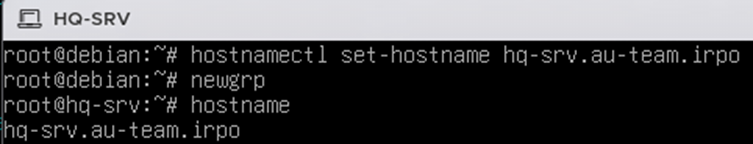 HQ-SRV
root@debian:~# hostnamectl set-hostname hq-srv.au-team.irpo
root@debian:~# newgrp
root@hq-srv:~# hostname
hq-srv.au-team.irpo